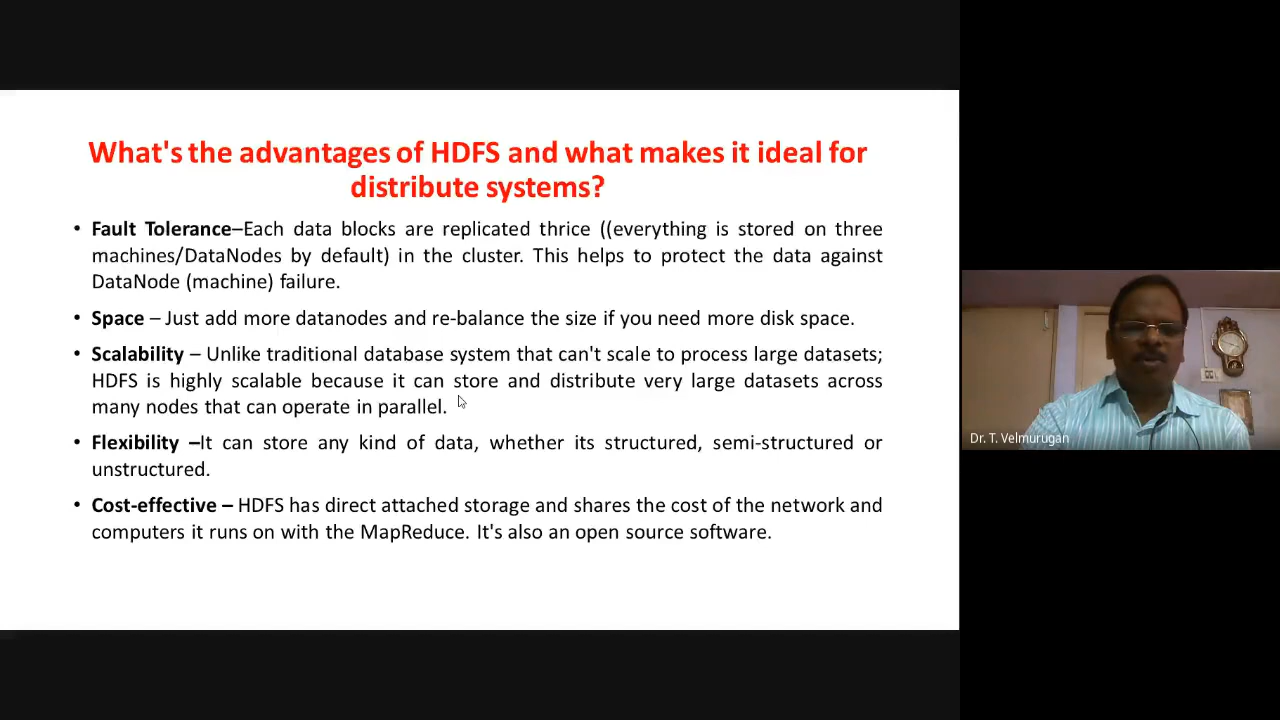 What's the advantages of HDFS and what makes it ideal for
distribute systems?
• Fault Tolerance–Each data blocks are replicated thrice ((everything is stored on three
machines/DataNodes by default) in the cluster. This helps to protect the data against
DataNode (machine) failure.
• Space – Just add more datanodes and re-balance the size if you need more disk space.
• Scalability – Unlike traditional database system that can't scale to process large datasets;
HDFS is highly scalable because it can store and distribute very large datasets across
many nodes that can operate in parallel.
• Flexibility –It can store any kind of data, whether its structured, semi-structured or
unstructured.
• Cost-effective – HDFS has direct attached storage and shares the cost of the network and
computers it runs on with the MapReduce. It's also an open source software.
Dr. T. Velmurugan